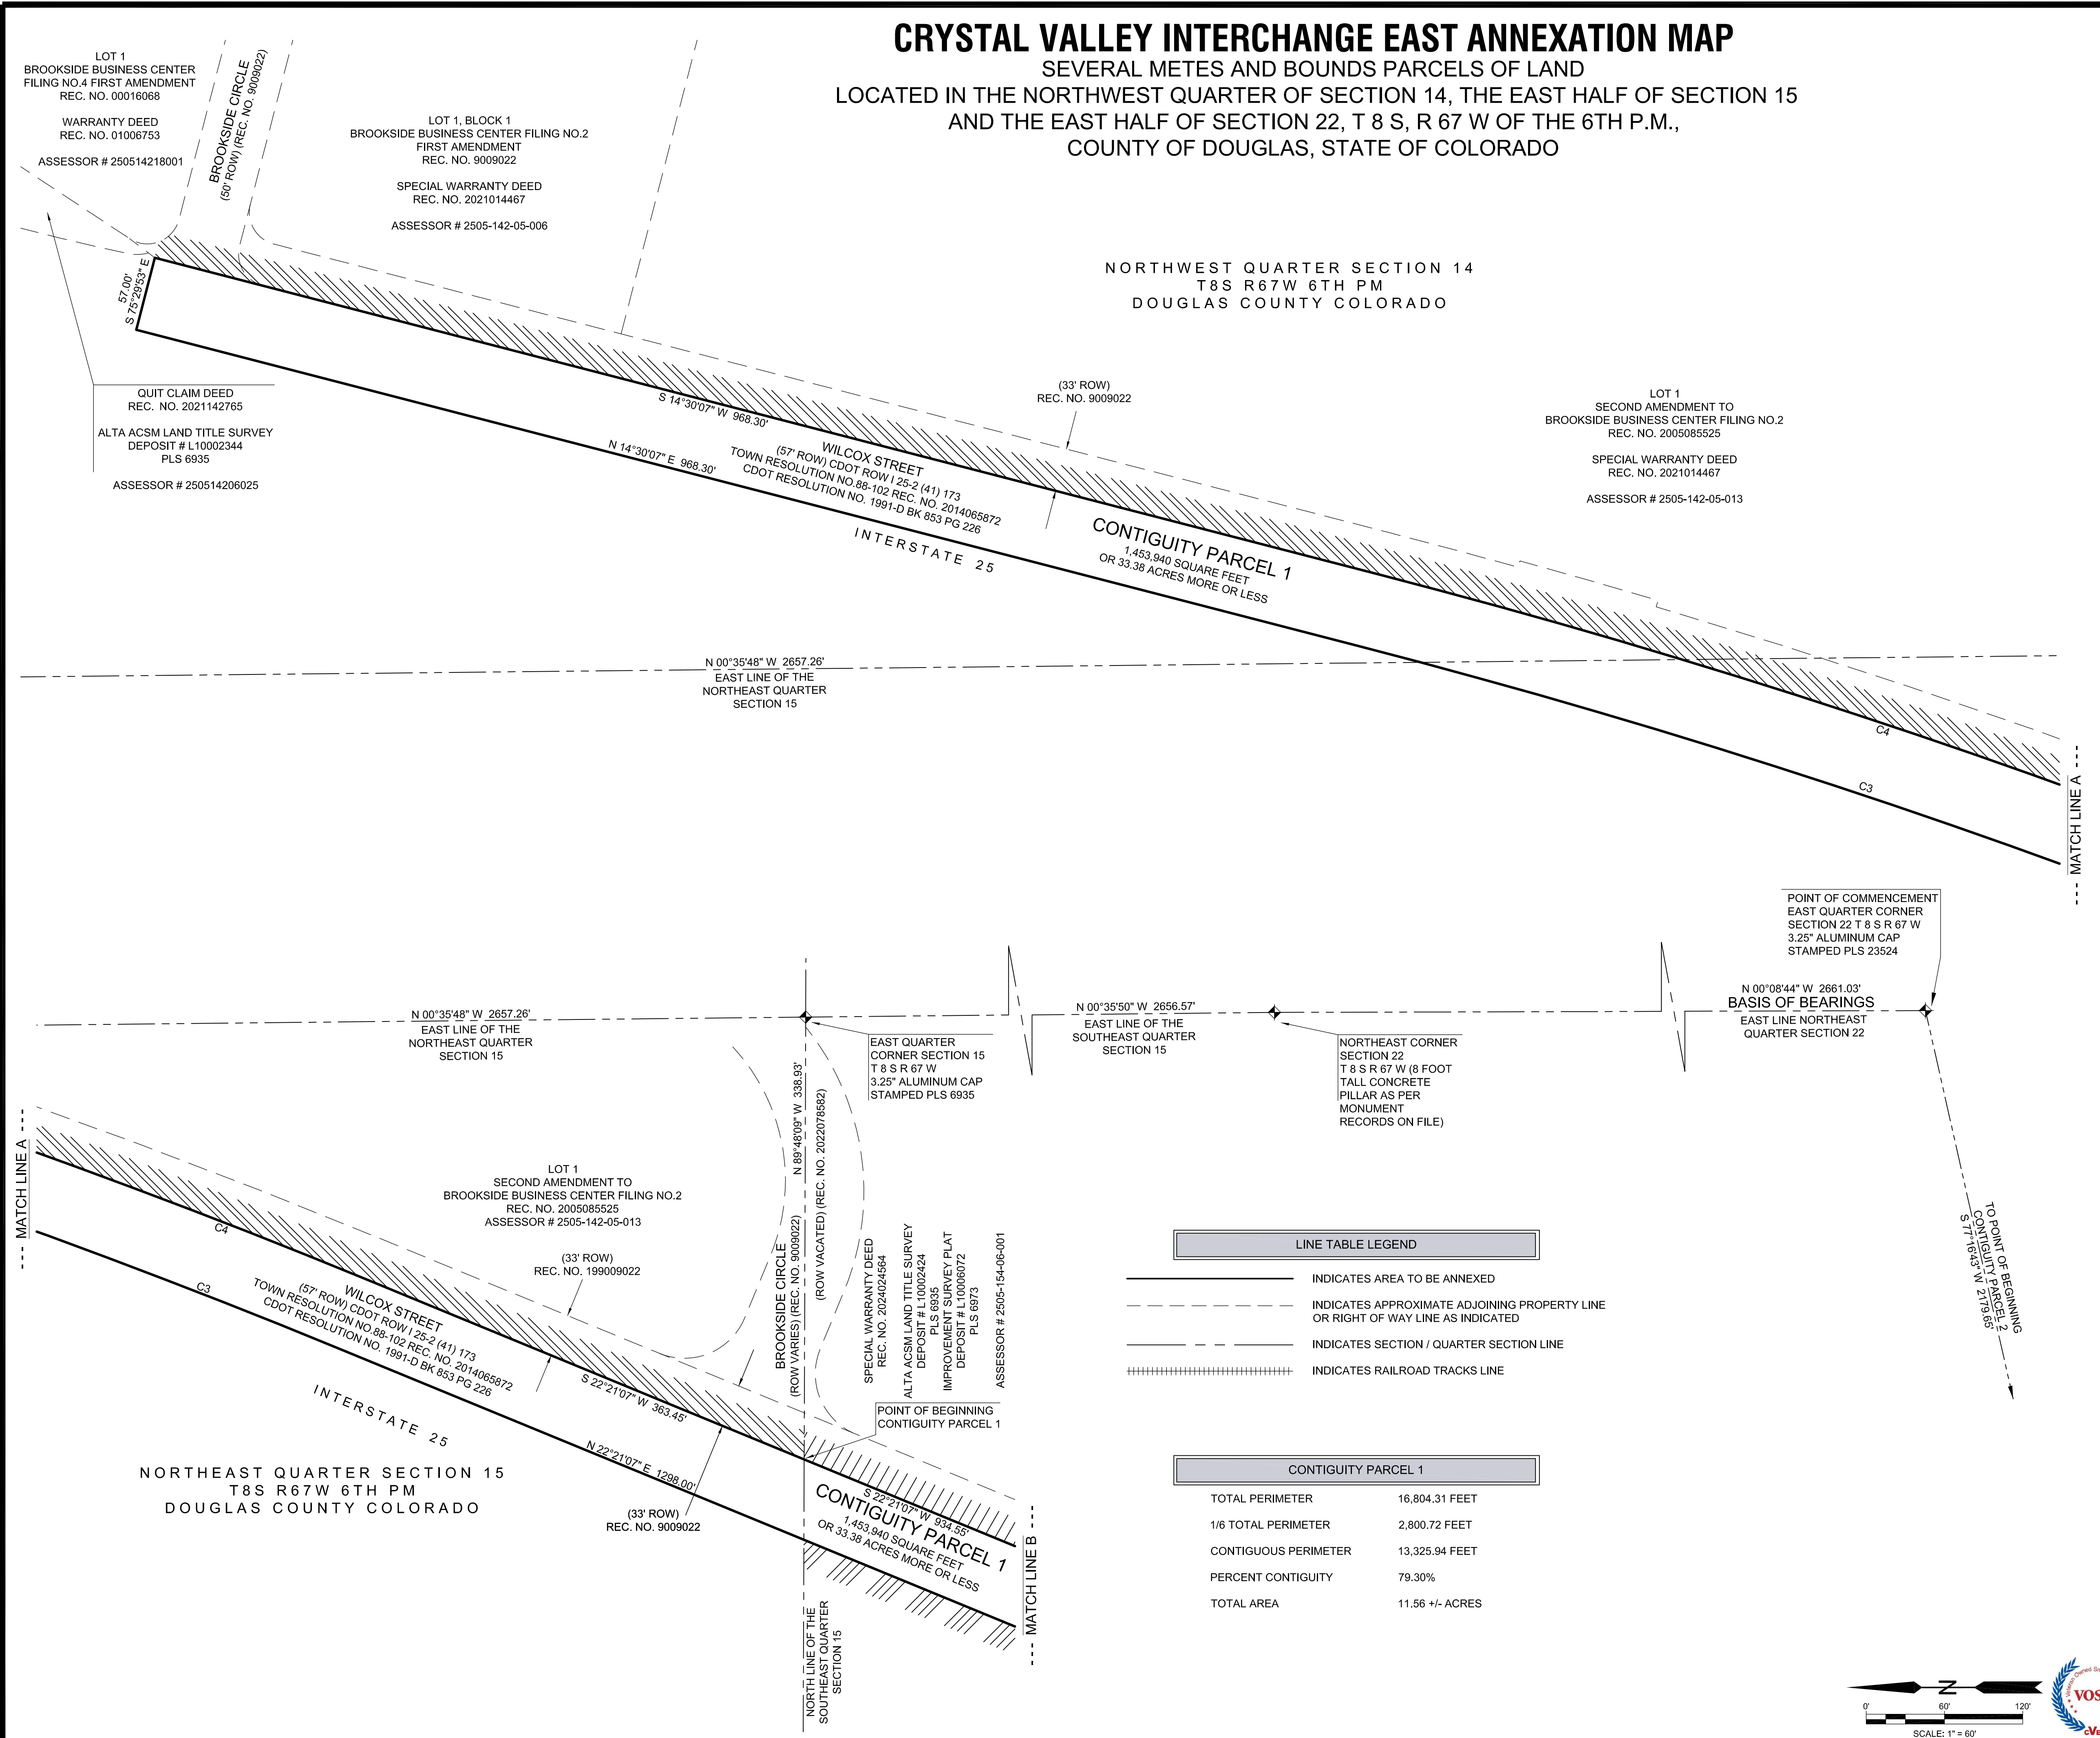 CRYSTAL VALLEY INTERCHANGE EAST ANNEXATION MAP
SEVERAL METES AND BOUNDS PARCELS OF LAND
LOCATED IN THE NORTHWEST QUARTER OF SECTION 14, THE EAST HALF OF SECTION 15
AND THE EAST HALF OF SECTION 22, T 8 S, R 67 W OF THE 6TH P.M.,
COUNTY OF DOUGLAS, STATE OF COLORADO
LOT 1
BROOKSIDE BUSINESS CENTER
FILING NO.4 FIRST AMENDMENT
REC. NO. 00016068
WARRANTY DEED
REC. NO. 01006753
ASSESSOR # 250514218001
BROOKSIDE CIRCLE
(50' ROW) (REC. NO. 9009022)
LOT 1, BLOCK 1
BROOKSIDE BUSINESS CENTER FILING NO.2
FIRST AMENDMENT
REC. NO. 9009022
SPECIAL WARRANTY DEED
REC. NO. 2021014467
ASSESSOR # 2505-142-05-006
NORTHWEST QUARTER SECTION 14
T8S R67W 6TH PM
DOUGLAS COUNTY COLORADO
57.00'
S 75°29'53" E
QUIT CLAIM DEED
REC. NO. 2021142765
ALTA ACSM LAND TITLE SURVEY
DEPOSIT # L10002344
PLS 6935
ASSESSOR # 250514206025
S 14°30'07" W 968.30'
N 14°30'07" E 968.30'
WILCOX STREET
(57' ROW) CDOT ROW I 25-2 (41) 173
TOWN RESOLUTION NO.88-102 REC. NO. 2014065872
CDOT RESOLUTION NO. 1991-D BK 853 PG 226
INTERSTATE 25
(33' ROW)
REC. NO. 9009022
CONTIGUITY PARCEL 1
1,453,940 SQUARE FEET
OR 33.38 ACRES MORE OR LESS
LOT 1
SECOND AMENDMENT TO
BROOKSIDE BUSINESS CENTER FILING NO.2
REC. NO. 2005085525
SPECIAL WARRANTY DEED
REC. NO. 2021014467
ASSESSOR # 2505-142-05-013
N 00°35'48" W 2657.26'
EAST LINE OF THE
NORTHEAST QUARTER
SECTION 15
C4
C3
MATCH LINE A
POINT OF COMMENCEMENT
EAST QUARTER CORNER
SECTION 22 T 8 S R 67 W
3.25" ALUMINUM CAP
STAMPED PLS 23524
N 00°08'44" W 2661.03'
BASIS OF BEARINGS
EAST LINE NORTHEAST
QUARTER SECTION 22
N 00°35'48" W 2657.26'
EAST LINE OF THE
NORTHEAST QUARTER
SECTION 15
EAST QUARTER
CORNER SECTION 15
T 8 S R 67 W
3.25" ALUMINUM CAP
STAMPED PLS 6935
N 00°35'50" W 2656.57'
EAST LINE OF THE
SOUTHEAST QUARTER
SECTION 15
NORTHEAST CORNER
SECTION 22
T 8 S R 67 W (8 FOOT
TALL CONCRETE
PILLAR AS PER
MONUMENT
RECORDS ON FILE)
TO POINT OF BEGINNING
CONTIGUITY PARCEL 2
S 77°16'43" W 2179.65'
MATCH LINE A
C4
C3
LOT 1
SECOND AMENDMENT TO
BROOKSIDE BUSINESS CENTER FILING NO.2
REC. NO. 2005085525
ASSESSOR # 2505-142-05-013
(33' ROW)
REC. NO. 199009022
WILCOX STREET
(57' ROW) CDOT ROW I 25-2 (41) 173
TOWN RESOLUTION NO.88-102 REC. NO. 2014065872
CDOT RESOLUTION NO. 1991-D BK 853 PG 226
INTERSTATE 25
NORTHEAST QUARTER SECTION 15
T8S R67W 6TH PM
DOUGLAS COUNTY COLORADO
S 22°21'07" W 363.45'
N 22°21'07" E 1298.00'
(33' ROW)
REC. NO. 9009022
BROOKSIDE CIRCLE
(ROW VARIES) (REC. NO. 9009022)
N 89°48'09" W 338.93'
(ROW VACATED) (REC. NO. 2022078582)
SPECIAL WARRANTY DEED
REC. NO. 2024024564
ALTA ACSM LAND TITLE SURVEY
DEPOSIT # L10002424
PLS 6935
IMPROVEMENT SURVEY PLAT
DEPOSIT # L10006072
PLS 6973
ASSESSOR # 2505-154-06-001
POINT OF BEGINNING
CONTIGUITY PARCEL 1
S 22°21'07" W 934.55'
CONTIGUITY PARCEL 1
1,453,940 SQUARE FEET
OR 33.38 ACRES MORE OR LESS
NORTH LINE OF THE
SOUTHEAST QUARTER
SECTION 15
MATCH LINE B
LINE TABLE LEGEND
INDICATES AREA TO BE ANNEXED
INDICATES APPROXIMATE ADJOINING PROPERTY LINE
OR RIGHT OF WAY LINE AS INDICATED
INDICATES SECTION / QUARTER SECTION LINE
INDICATES RAILROAD TRACKS LINE
CONTIGUITY PARCEL 1
TOTAL PERIMETER 16,804.31 FEET
1/6 TOTAL PERIMETER 2,800.72 FEET
CONTIGUOUS PERIMETER 13,325.94 FEET
PERCENT CONTIGUITY 79.30%
TOTAL AREA 11.56 +/- ACRES
N
0' 60' 120'
SCALE: 1" = 60'